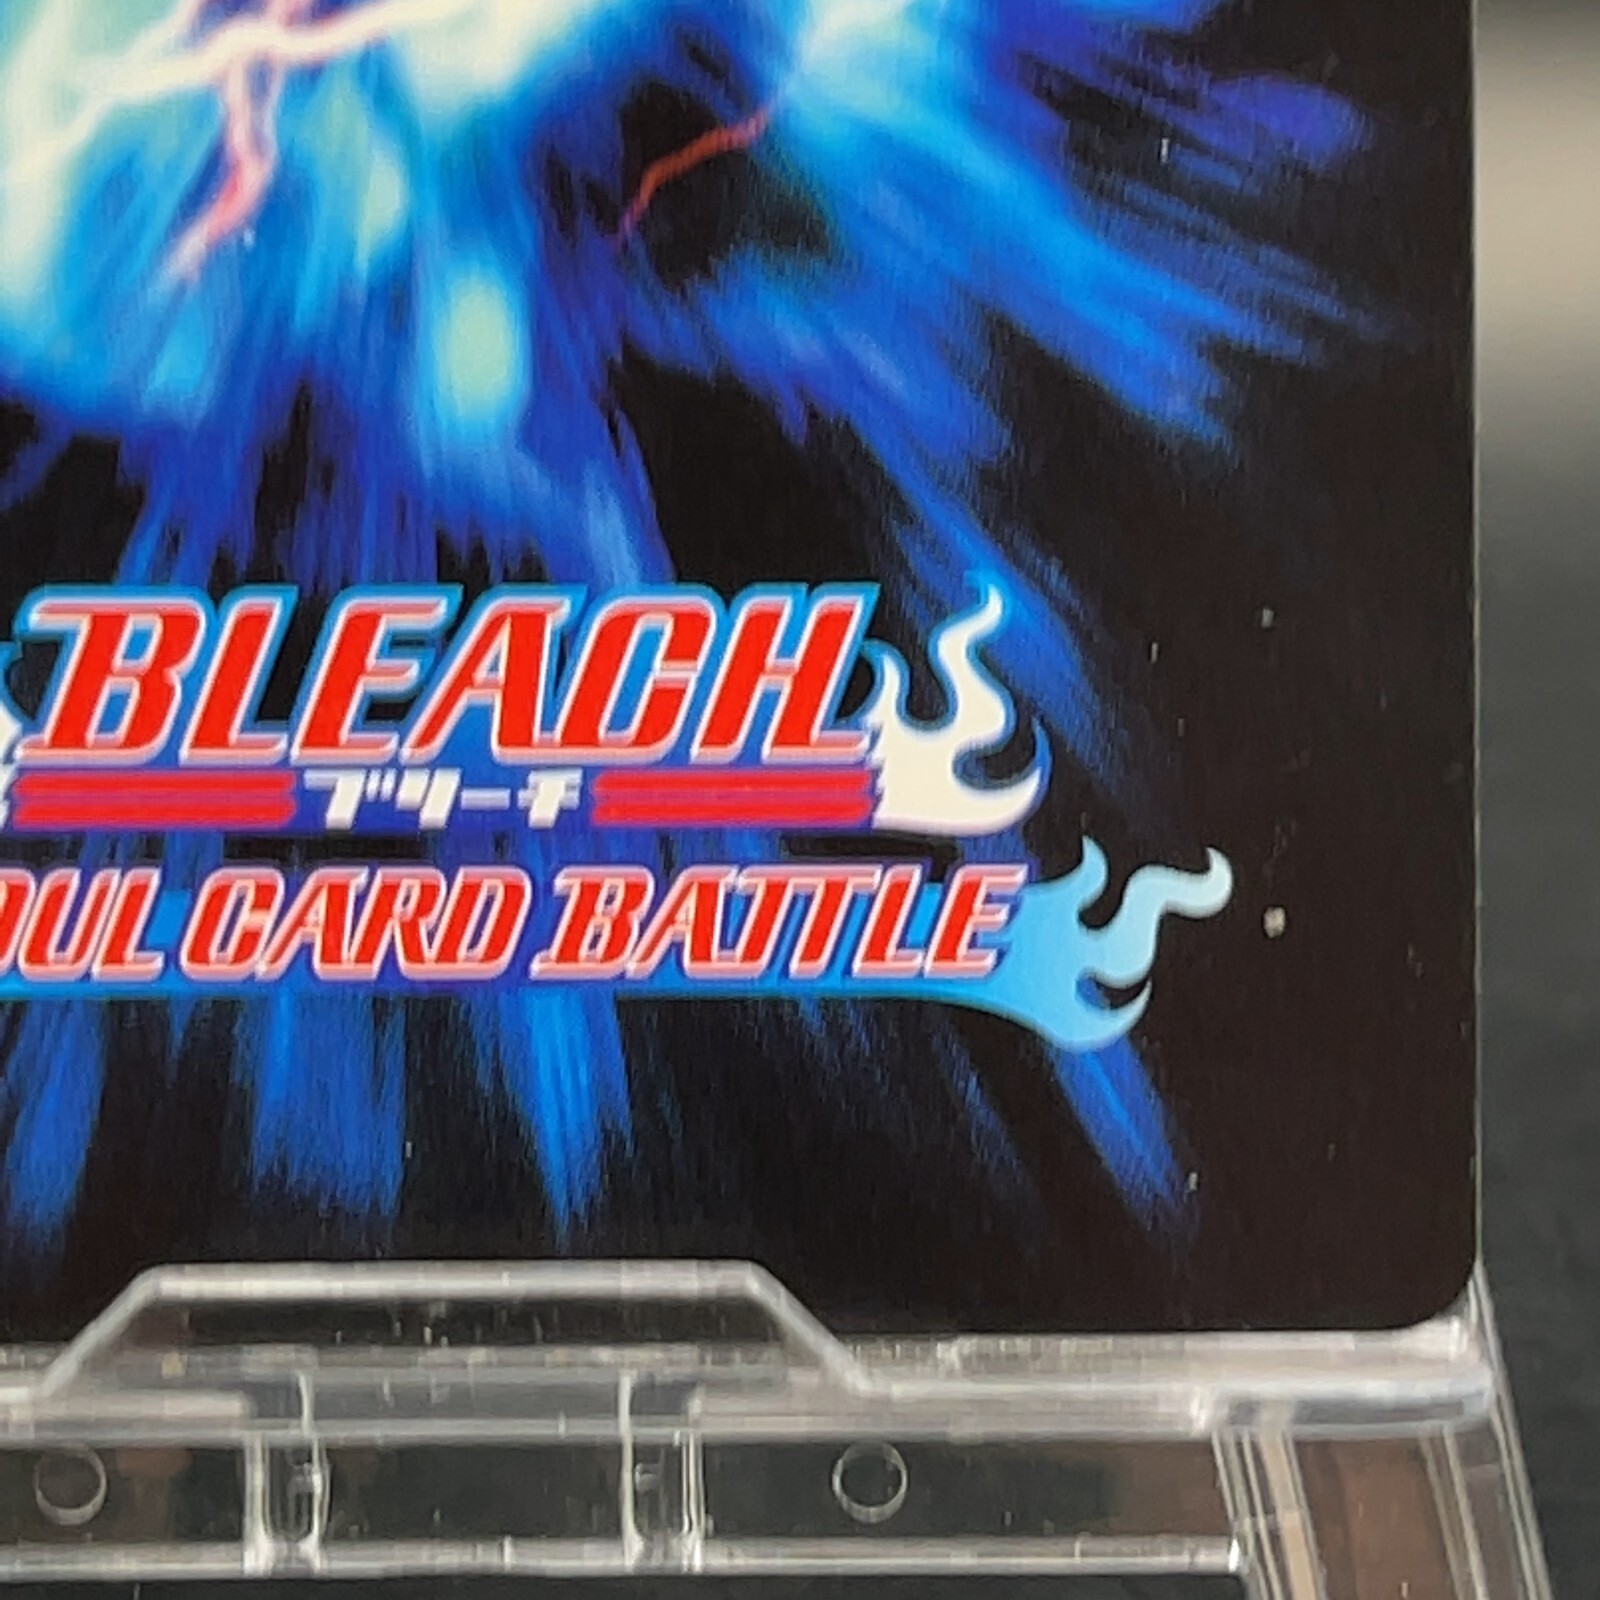 BLEACH
ブリーチ
OUL CARD BATTLE